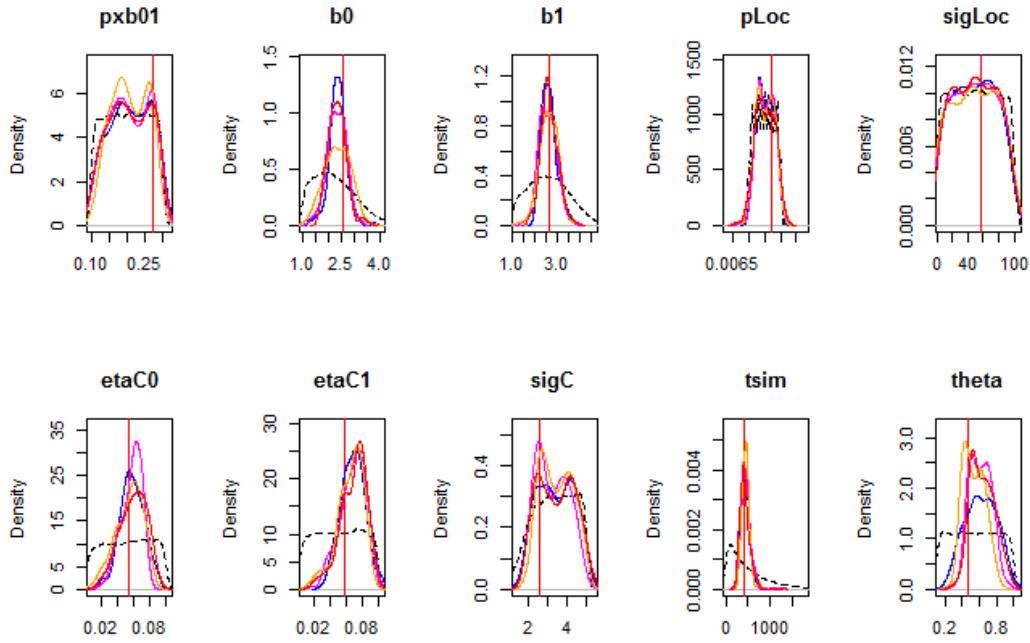 pxb01 b0 b1 pLoc sigLoc
Density Density Density Density Density
0 2 4 6
0.0 0.5 1.0 1.5
0.0 0.4 0.8 1.2
0 500 1000 1500
0.000 0.006 0.012
0.10 0.25 1.0 2.5 4.0 1.0 3.0 0.0065 0 40 100
etaC0 etaC1 sigC tsim theta
Density Density Density Density Density
0 5 15 25 35
0 10 20 30
0.0 0.2 0.4
0.000 0.002 0.004
0.0 1.0 2.0 3.0
0.02 0.08 0.02 0.08 2 4 0 1000 0.2 0.8